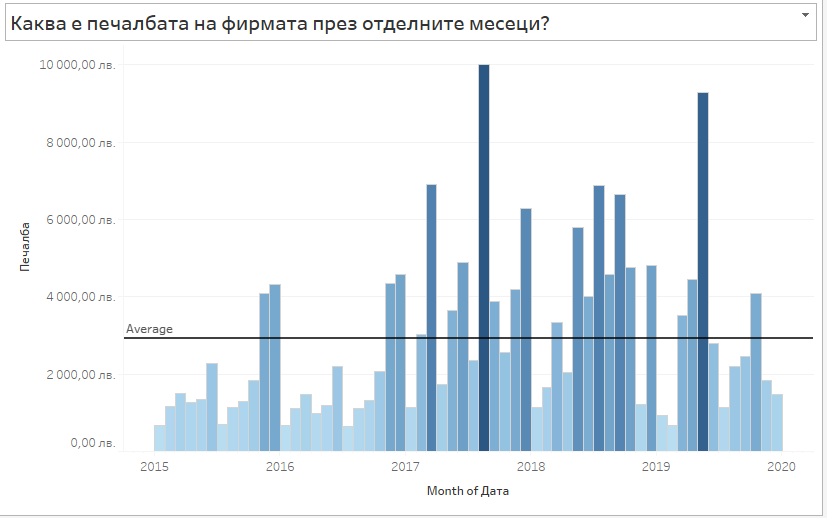 Каква е печалбата на фирмата през отделните месеци?
10 000,00 лв.
8 000,00 лв.
6 000,00 лв.
4 000,00 лв.
2 000,00 лв.
0,00 лв.
Печалба
Average
2015 2016 2017 2018 2019 2020
Month of Дата